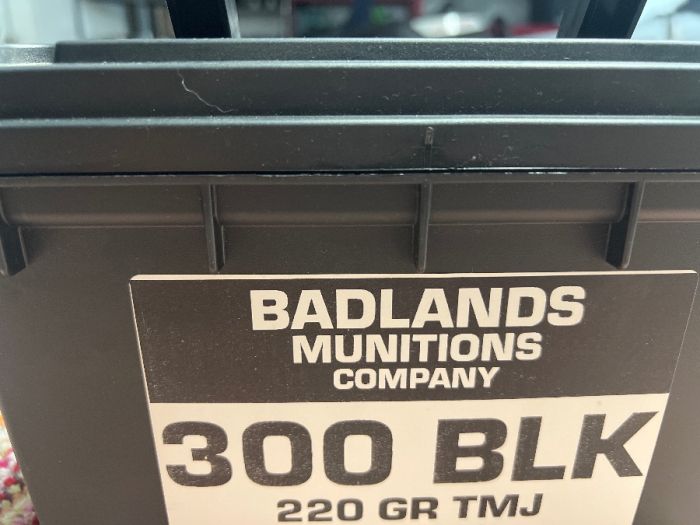 BADLANDS
MUNITIONS
COMPANY
300 BLK
220 GR TMJ